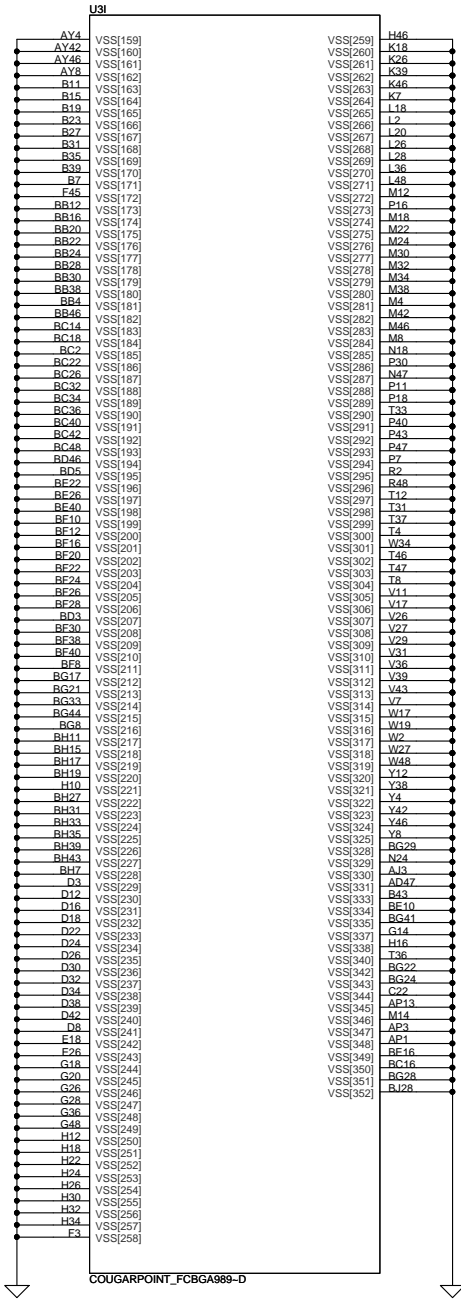 U3I
AY4 VSS[159] VSS[259] H46
AY42 VSS[160] VSS[260] K18
AY46 VSS[161] VSS[261] K26
AY8 VSS[162] VSS[262] K39
B11 VSS[163] VSS[263] K46
B15 VSS[164] VSS[264] K7
B19 VSS[165] VSS[265] L18
B23 VSS[166] VSS[266] L2
B27 VSS[167] VSS[267] L20
B31 VSS[168] VSS[268] L26
B35 VSS[169] VSS[269] L28
B39 VSS[170] VSS[270] L36
B7 VSS[171] VSS[271] L48
F45 VSS[172] VSS[272] M12
BB12 VSS[173] VSS[273] P16
BB16 VSS[174] VSS[274] M18
BB20 VSS[175] VSS[275] M22
BB22 VSS[176] VSS[276] M24
BB24 VSS[177] VSS[277] M30
BB28 VSS[178] VSS[278] M32
BB30 VSS[179] VSS[279] M34
BB38 VSS[180] VSS[280] M38
BB4 VSS[181] VSS[281] M4
BB46 VSS[182] VSS[282] M42
BC14 VSS[183] VSS[283] M46
BC18 VSS[184] VSS[284] M8
BC2 VSS[185] VSS[285] N18
BC22 VSS[186] VSS[286] P30
BC26 VSS[187] VSS[287] N47
BC32 VSS[188] VSS[288] P11
BC34 VSS[189] VSS[289] P18
BC36 VSS[190] VSS[290] T33
BC40 VSS[191] VSS[291] P40
BC42 VSS[192] VSS[292] P43
BC48 VSS[193] VSS[293] P47
BD46 VSS[194] VSS[294] P7
BD5 VSS[195] VSS[295] R2
BE22 VSS[196] VSS[296] R48
BE26 VSS[197] VSS[297] T12
BE40 VSS[198] VSS[298] T31
BF10 VSS[199] VSS[299] T37
BF12 VSS[200] VSS[300] T4
BF16 VSS[201] VSS[301] W34
BF20 VSS[202] VSS[302] T46
BF22 VSS[203] VSS[303] T47
BF24 VSS[204] VSS[304] T8
BF26 VSS[205] VSS[305] V11
BF28 VSS[206] VSS[306] V17
BD3 VSS[207] VSS[307] V26
BF30 VSS[208] VSS[308] V27
BF38 VSS[209] VSS[309] V29
BF40 VSS[210] VSS[310] V31
BF8 VSS[211] VSS[311] V36
BG17 VSS[212] VSS[312] V39
BG21 VSS[213] VSS[313] V43
BG33 VSS[214] VSS[314] V7
BG44 VSS[215] VSS[315] W17
BG8 VSS[216] VSS[316] W19
BH11 VSS[217] VSS[317] W2
BH15 VSS[218] VSS[318] W27
BH17 VSS[219] VSS[319] W48
BH19 VSS[220] VSS[320] Y12
H10 VSS[221] VSS[321] Y38
BH27 VSS[222] VSS[322] Y4
BH31 VSS[223] VSS[323] Y42
BH33 VSS[224] VSS[324] Y46
BH35 VSS[225] VSS[325] Y8
BH39 VSS[226] VSS[328] BG29
BH43 VSS[227] VSS[329] N24
BH7 VSS[228] VSS[330] AJ3
D3 VSS[229] VSS[331] AD47
D12 VSS[230] VSS[333] B43
D16 VSS[231] VSS[334] BE10
D18 VSS[232] VSS[335] BG41
D22 VSS[233] VSS[337] G14
D24 VSS[234] VSS[338] H16
D26 VSS[235] VSS[340] T36
D30 VSS[236] VSS[342] BG22
D32 VSS[237] VSS[343] BG24
D34 VSS[238] VSS[344] C22
D38 VSS[239] VSS[345] AP13
D42 VSS[240] VSS[346] M14
D8 VSS[241] VSS[347] AP3
E18 VSS[242] VSS[348] AP1
E26 VSS[243] VSS[349] BE16
G18 VSS[244] VSS[350] BC16
G20 VSS[245] VSS[351] BG28
G26 VSS[246] VSS[352] BJ28
G28 VSS[247]
G36 VSS[248]
G48 VSS[249]
H12 VSS[250]
H18 VSS[251]
H22 VSS[252]
H24 VSS[253]
H26 VSS[254]
H30 VSS[255]
H32 VSS[256]
H34 VSS[257]
F3 VSS[258]
COUGARPOINT_FCBGA989~D